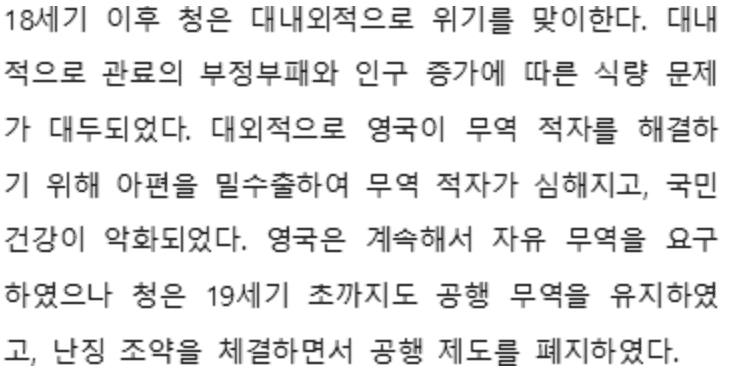 18세기 이후 청은 대내외적으로 위기를 맞이한다. 대내
적으로 관료의 부정부패와 인구 증가에 따른 식량 문제
가 대두되었다. 대외적으로 영국이 무역 적자를 해결하
기 위해 아편을 밀수출하여 무역 적자가 심해지고, 국민
건강이 악화되었다. 영국은 계속해서 자유 무역을 요구
하였으나 청은 19세기 초까지도 공행 무역을 유지하였
고, 난징 조약을 체결하면서 공행 제도를 폐지하였다.